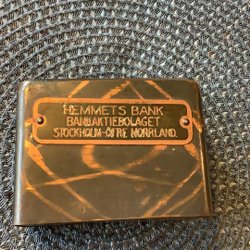 HEMMETS BANK
BANKAKTIEBOLAGET
STOCKHOLM-ÖFRE NORRLAND.